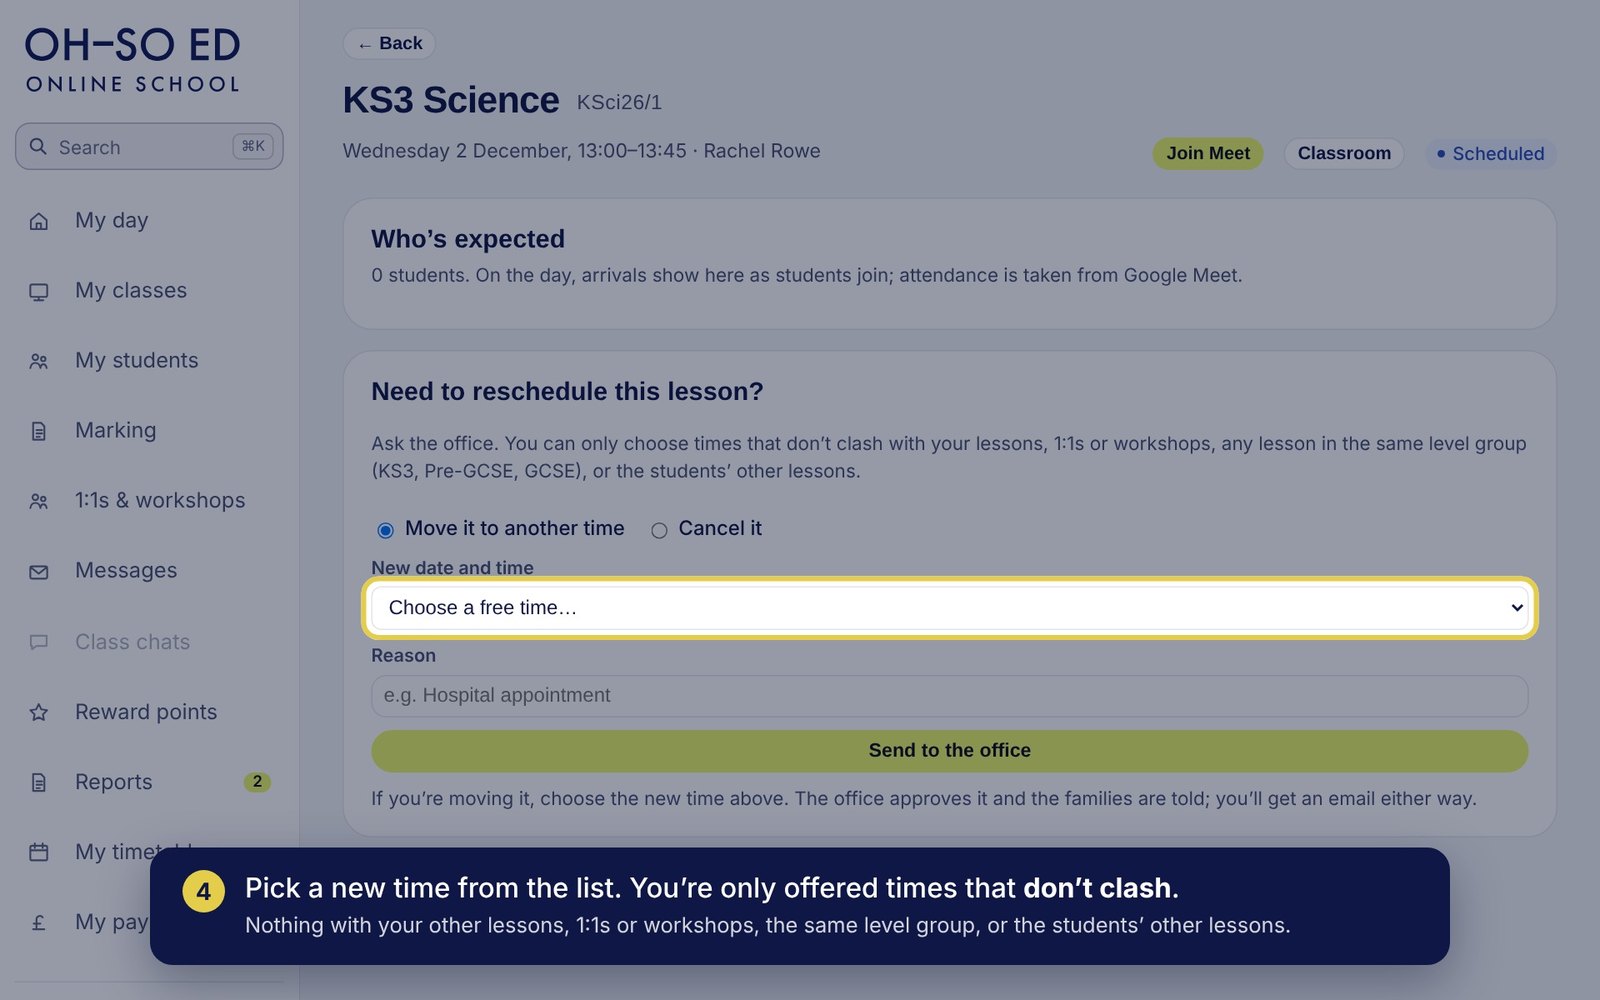 OH–SO ED
ONLINE SCHOOL
Search
⌘K
My day
My classes
My students
Marking
1:1s & workshops
Messages
Class chats
Reward points
Reports
2
My pay
← Back
KS3 Science KSci26/1
Wednesday 2 December, 13:00–13:45 · Rachel Rowe
Join Meet
Classroom
Scheduled
Who’s expected
0 students. On the day, arrivals show here as students join; attendance is taken from Google Meet.
Need to reschedule this lesson?
Ask the office. You can only choose times that don’t clash with your lessons, 1:1s or workshops, any lesson in the same level group
(KS3, Pre-GCSE, GCSE), or the students’ other lessons.
Move it to another time
Cancel it
New date and time
Choose a free time…
Reason
e.g. Hospital appointment
Send to the office
If you’re moving it, choose the new time above. The office approves it and the families are told; you’ll get an email either way.
4
Pick a new time from the list. You’re only offered times that don’t clash.
Nothing with your other lessons, 1:1s or workshops, the same level group, or the students’ other lessons.